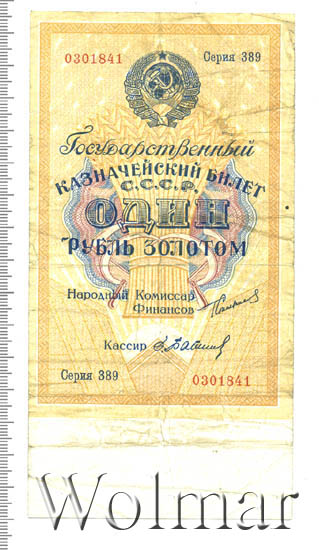 0301841 Серия 389
Государственный
КАЗНАЧЕЙСКИЙ БИЛЕТ
С.С.С.Р.
ОДИН
РУБЛЬ ЗОЛОТОМ
Народный Комиссар
Финансов
Кассир
Серия 389 0301841
Wolmar